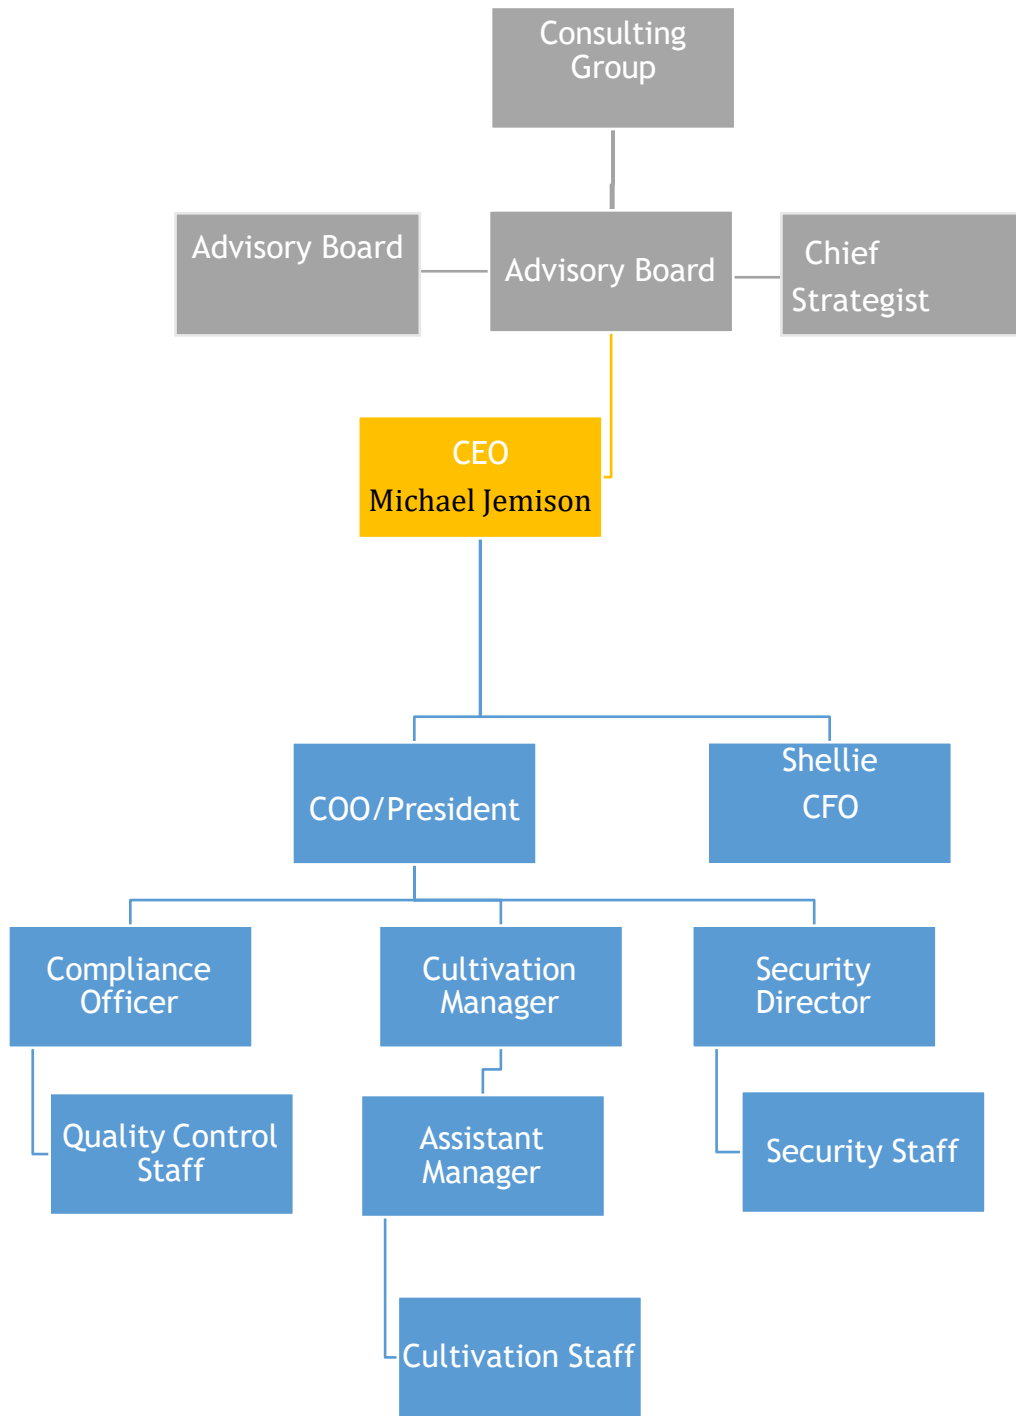 Consulting
Group
Advisory Board
Advisory Board
Chief
Strategist
CEO
Michael Jemison
COO/President
Shellie
CFO
Compliance
Officer
Cultivation
Manager
Security
Director
Quality Control
Staff
Assistant
Manager
Security Staff
Cultivation Staff